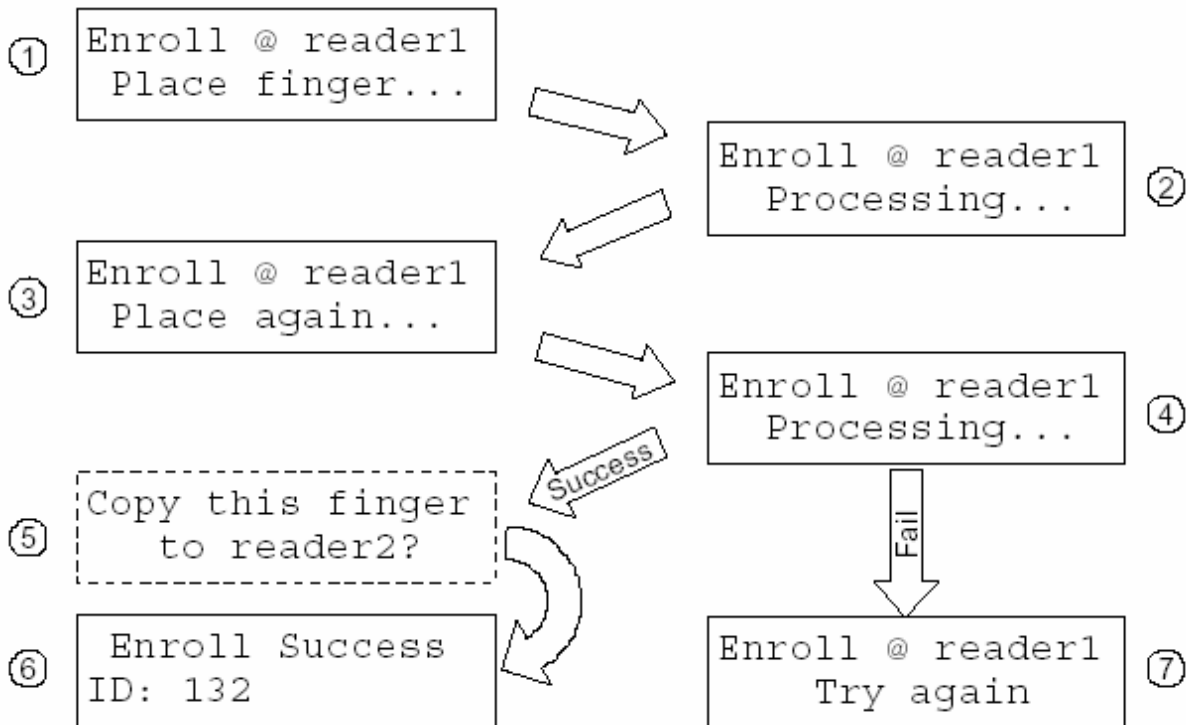 1
Enroll @ reader1
Place finger...
Enroll @ reader1
Processing...
2
3
Enroll @ reader1
Place again...
Enroll @ reader1
Processing...
4
Success
Fail
5
Copy this finger
to reader2?
6
Enroll Success
ID: 132
Enroll @ reader1
Try again
7